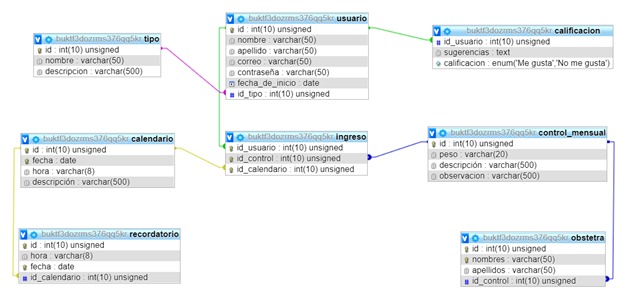 buktf3dozrms376qq5kr tipo
id : int(10) unsigned
nombre : varchar(50)
descripcion : varchar(500)
buktf3dozrms376qq5kr usuario
id : int(10) unsigned
nombre : varchar(50)
apellido : varchar(50)
correo : varchar(50)
contraseña : varchar(50)
fecha_de_inicio : date
id_tipo : int(10) unsigned
buktf3dozrms376qq5kr calificacion
id_usuario : int(10) unsigned
sugerencias : text
calificacion : enum('Me gusta','No me gusta')
buktf3dozrms376qq5kr calendario
id : int(10) unsigned
fecha : date
hora : varchar(8)
descripción : varchar(500)
buktf3dozrms376qq5kr ingreso
id_usuario : int(10) unsigned
id_control : int(10) unsigned
id_calendario : int(10) unsigned
buktf3dozrms376qq5kr control_mensual
id : int(10) unsigned
peso : varchar(20)
descripción : varchar(500)
observacion : varchar(500)
buktf3dozrms376qq5kr recordatorio
id : int(10) unsigned
hora : varchar(8)
fecha : date
id_calendario : int(10) unsigned
buktf3dozrms376qq5kr obstetra
id : int(10) unsigned
nombres : varchar(50)
apellidos : varchar(50)
id_control : int(10) unsigned